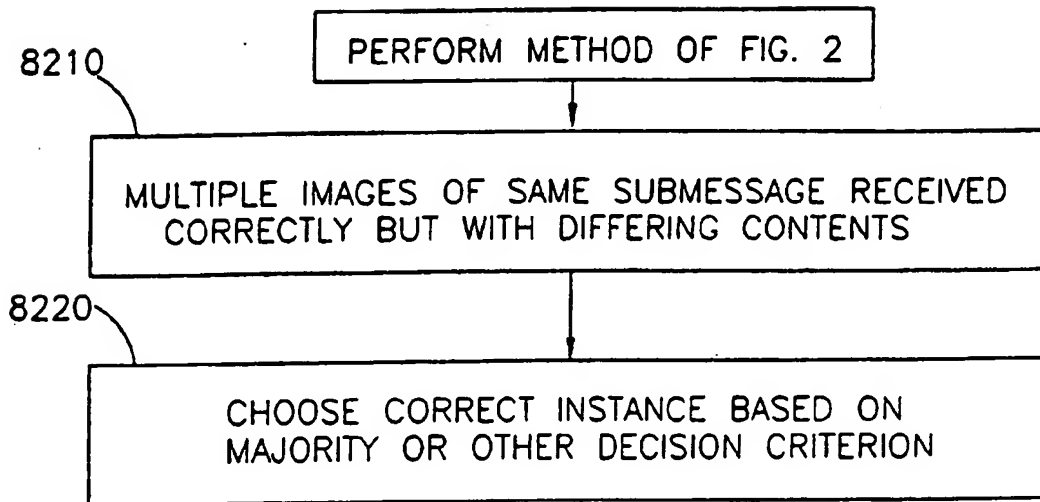 PERFORM METHOD OF FIG. 2
8210
MULTIPLE IMAGES OF SAME SUBMESSAGE RECEIVED
CORRECTLY BUT WITH DIFFERING CONTENTS
8220
CHOOSE CORRECT INSTANCE BASED ON
MAJORITY OR OTHER DECISION CRITERION